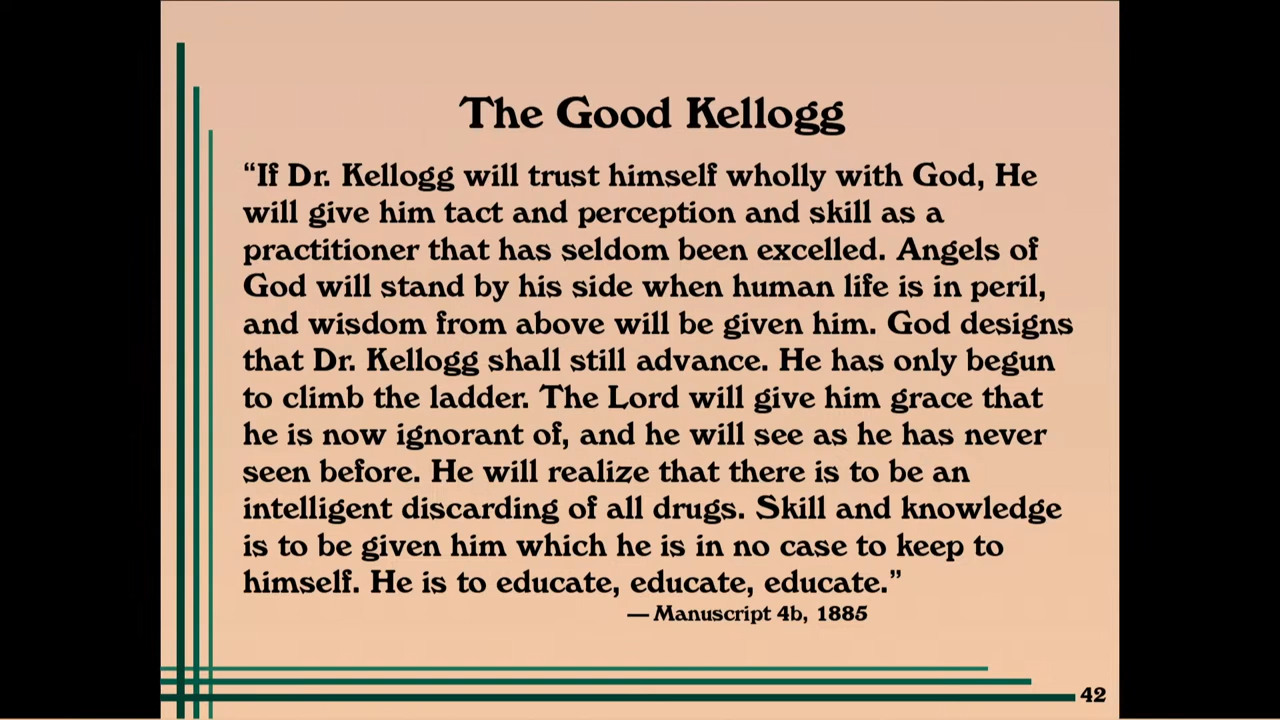 The Good Kellogg
“If Dr. Kellogg will trust himself wholly with God, He
will give him tact and perception and skill as a
practitioner that has seldom been excelled. Angels of
God will stand by his side when human life is in peril,
and wisdom from above will be given him. God designs
that Dr. Kellogg shall still advance. He has only begun
to climb the ladder. The Lord will give him grace that
he is now ignorant of, and he will see as he has never
seen before. He will realize that there is to be an
intelligent discarding of all drugs. Skill and knowledge
is to be given him which he is in no case to keep to
himself. He is to educate, educate, educate.”
— Manuscript 4b, 1885
42